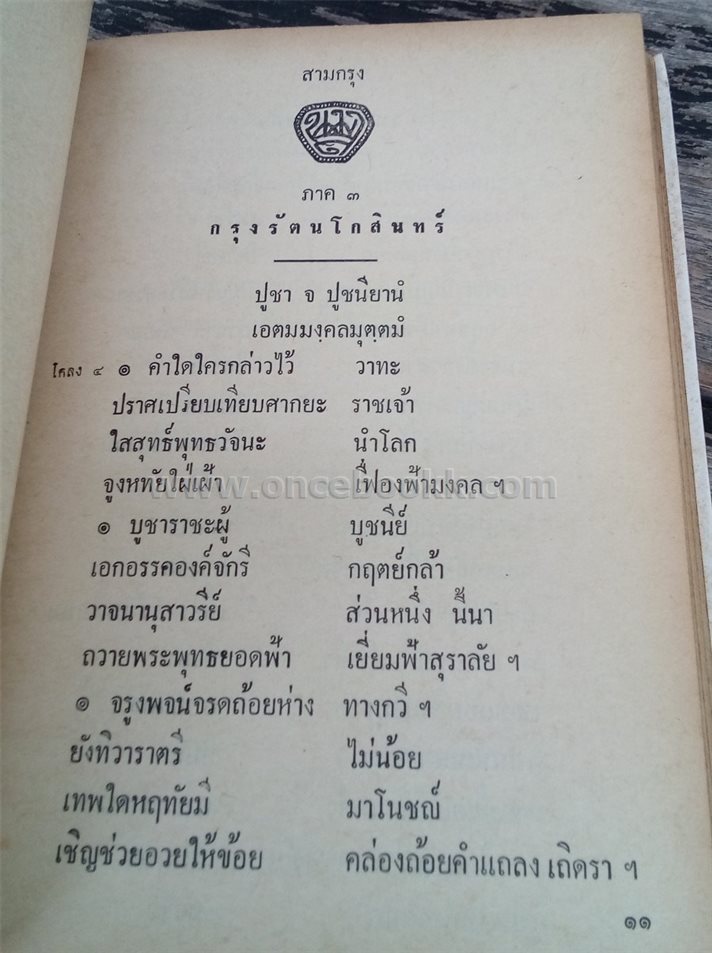 สามกรุง
น ม ส
ภาค ๓
กรุงรัตนโกสินทร์
ปูชา จ ปูชนียานํ
เอตมมงฺคลมุตฺตมํ
โคลง ๔ ๑ คำใดใครกล่าวไว้ วาทะ
ปราศเปรียบเทียบศากยะ ราชเจ้า
ใสสุทธ์พุทธวัจนะ นำโลก
จูงหทัยใฝ่เฝ้า เฟื่องฟ้ามงคล ฯ
www.oncebookk.com
๑ บูชาราชะผู้ บูชนีย์
เอกอรรคองค์จักรี กฤตย์กล้า
วาจนานุสาวรีย์ ส่วนหนึ่ง นี้นา
ถวายพระพุทธยอดฟ้า เยี่ยมฟ้าสุราลัย ฯ
๑ จรูงพจน์จรดถ้อยห่าง ทางกวี ฯ
ยังทิวาราตรี ไม่น้อย
เทพใดหฤทัยมี มาโนชญ์
เชิญช่วยอวยให้ข้อย คล่องถ้อยคำแถลง เถิดรา ฯ
๑๑